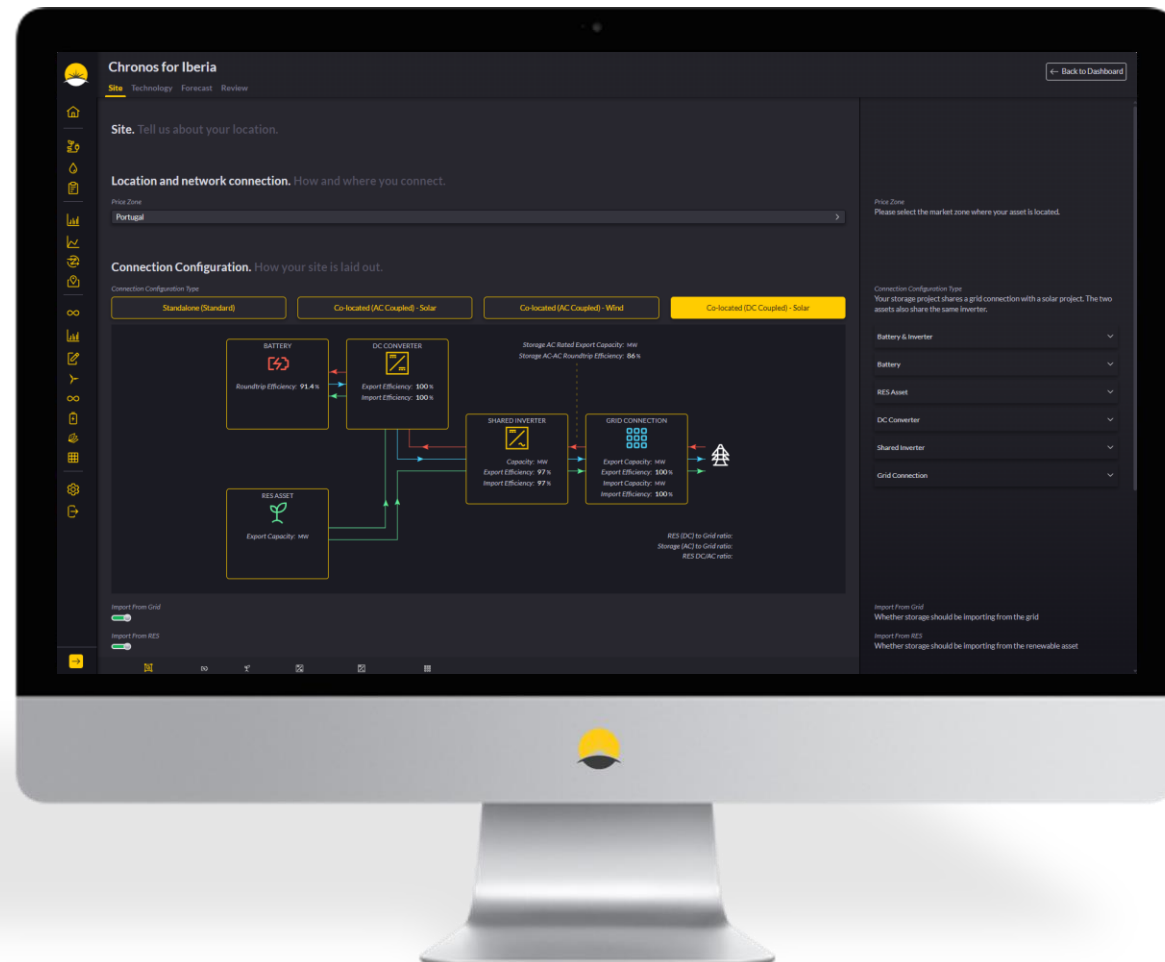 Chronos for Iberia
← Back to Dashboard
Site Technology Forecast Review
Site. Tell us about your location.
Location and network connection. How and where you connect.
Price Zone
Portugal
Price Zone
Please select the market zone where your asset is located.
Connection Configuration. How your site is laid out.
Connection Configuration Type
Standalone (Standard)
Co-located (AC Coupled) - Solar
Co-located (AC Coupled) - Wind
Co-located (DC Coupled) - Solar
Connection Configuration Type
Your storage project shares a grid connection with a solar project. The two
assets also share the same inverter.
Battery & Inverter
Battery
RES Asset
DC Converter
Shared Inverter
Grid Connection
BATTERY
Roundtrip Efficiency: 91.4 %
DC CONVERTER
Export Efficiency: 100 %
Import Efficiency: 100 %
Storage AC Rated Export Capacity: MW
Storage AC-AC Roundtrip Efficiency: 86 %
SHARED INVERTER
Capacity: MW
Export Efficiency: 97 %
Import Efficiency: 97 %
GRID CONNECTION
Export Capacity: MW
Export Efficiency: 100 %
Import Capacity: MW
Import Efficiency: 100 %
RES ASSET
Export Capacity: MW
RES (DC) to Grid ratio:
Storage (AC) to Grid ratio:
RES DC/AC ratio:
Import From Grid
Import From RES
Import From Grid
Whether storage should be importing from the grid
Import From RES
Whether storage should be importing from the renewable asset